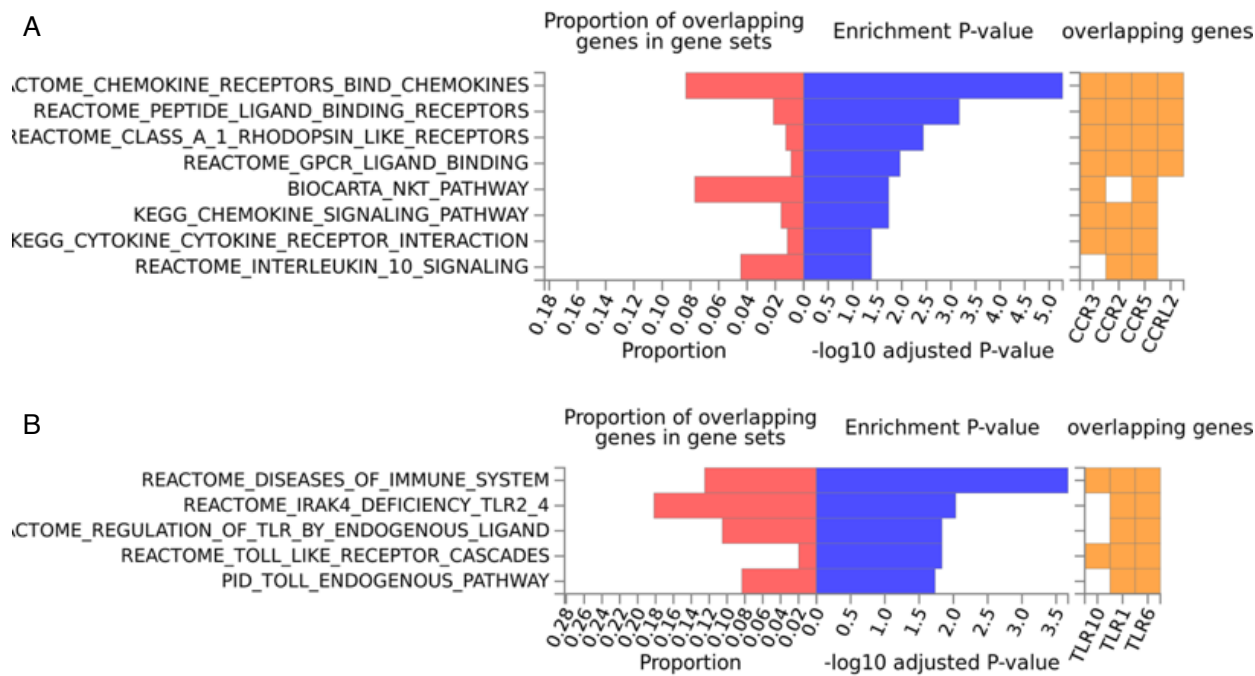 A
Proportion of overlapping
genes in gene sets
Enrichment P-value
overlapping genes
ACTOME_CHEMOKINE_RECEPTORS_BIND_CHEMOKINES
REACTOME_PEPTIDE_LIGAND_BINDING_RECEPTORS
REACTOME_CLASS_A_1_RHODOPSIN_LIKE_RECEPTORS
REACTOME_GPCR_LIGAND_BINDING
BIOCARTA_NKT_PATHWAY
KEGG_CHEMOKINE_SIGNALING_PATHWAY
KEGG_CYTOKINE_CYTOKINE_RECEPTOR_INTERACTION
REACTOME_INTERLEUKIN_10_SIGNALING
0.18 0.16 0.14 0.12 0.10 0.08 0.06 0.04 0.02 0.0 0.5 1.0 1.5 2.0 2.5 3.0 3.5 4.0 4.5 5.0
CCR3 CCR2 CCR5 CCRL2
Proportion
-log10 adjusted P-value
B
Proportion of overlapping
genes in gene sets
Enrichment P-value
overlapping genes
REACTOME_DISEASES_OF_IMMUNE_SYSTEM
REACTOME_IRAK4_DEFICIENCY_TLR2_4
ACTOME_REGULATION_OF_TLR_BY_ENDOGENOUS_LIGAND
REACTOME_TOLL_LIKE_RECEPTOR_CASCADES
PID_TOLL_ENDOGENOUS_PATHWAY
0.28 0.26 0.24 0.22 0.20 0.18 0.16 0.14 0.12 0.10 0.08 0.06 0.04 0.02 0.0 0.5 1.0 1.5 2.0 2.5 3.0 3.5
TLR10 TLR1 TLR6
Proportion
-log10 adjusted P-value